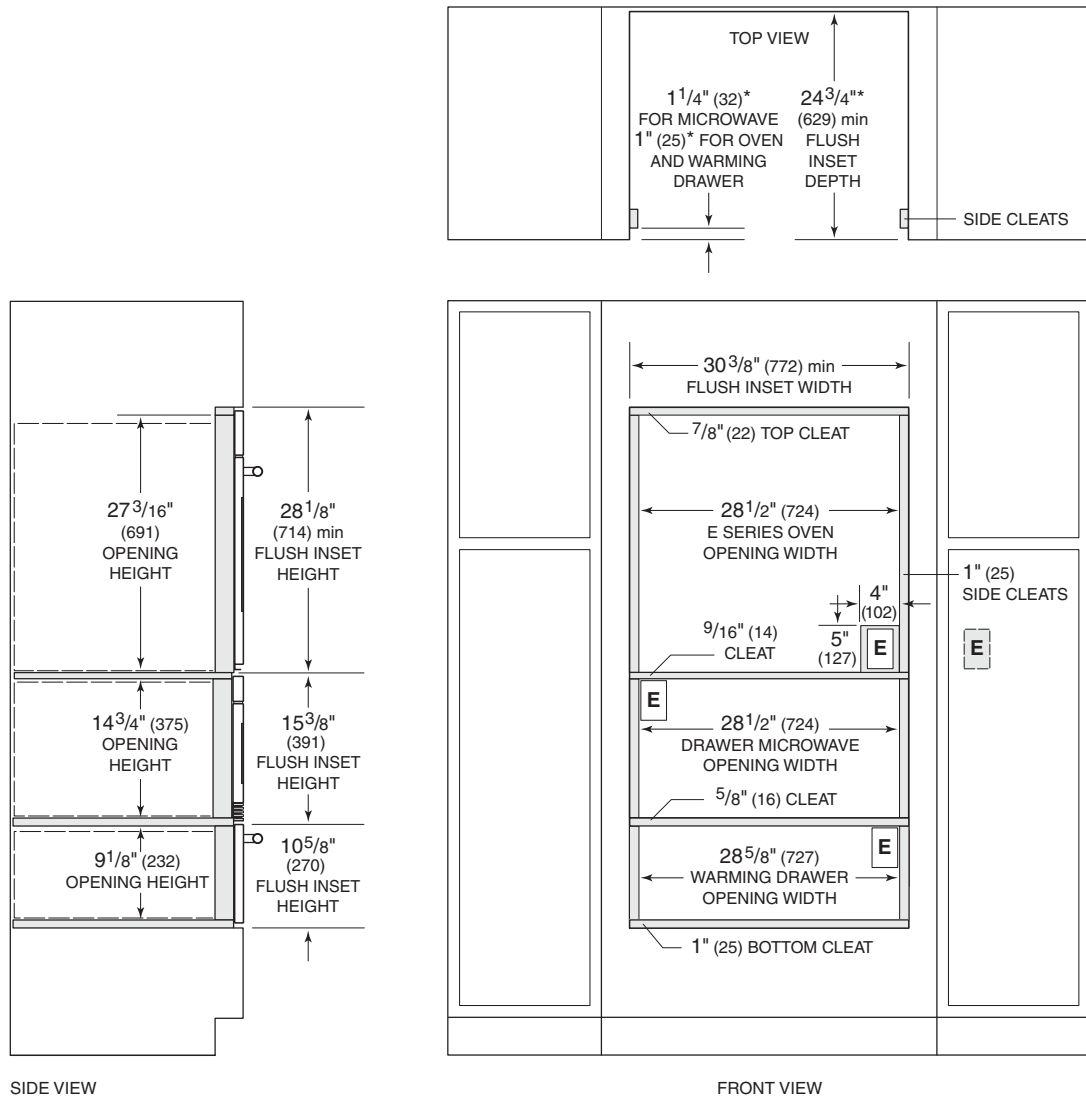 TOP VIEW
1 1/4" (32)*
FOR MICROWAVE
1" (25)* FOR OVEN
AND WARMING
DRAWER
24 3/4"*
(629) min
FLUSH
INSET
DEPTH
SIDE CLEATS
27 3/16"
(691)
OPENING
HEIGHT
28 1/8"
(714) min
FLUSH INSET
HEIGHT
14 3/4" (375)
OPENING
HEIGHT
15 3/8"
(391)
FLUSH INSET
HEIGHT
9 1/8" (232)
OPENING HEIGHT
10 5/8"
(270)
FLUSH INSET
HEIGHT
SIDE VIEW
30 3/8" (772) min
FLUSH INSET WIDTH
7/8" (22) TOP CLEAT
28 1/2" (724)
E SERIES OVEN
OPENING WIDTH
1" (25)
SIDE CLEATS
4"
(102)
5"
(127)
E
E
9/16" (14)
CLEAT
E
28 1/2" (724)
DRAWER MICROWAVE
OPENING WIDTH
5/8" (16) CLEAT
E
28 5/8" (727)
WARMING DRAWER
OPENING WIDTH
1" (25) BOTTOM CLEAT
FRONT VIEW